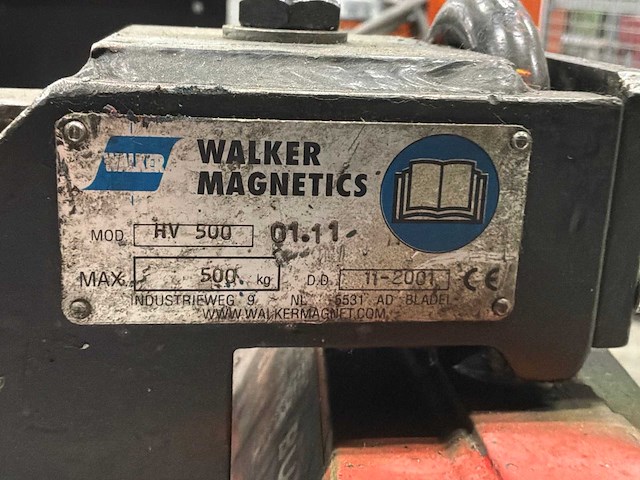 WALKER
WALKER
MAGNETICS
MOD HV 500 01.11-
MAX. 500 kg D.D. 11-2001 CE
INDUSTRIEWEG 9 NL 5531 AD BLADEL
WWW.WALKERMAGNET.COM